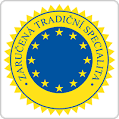 ZARUČENÁ TRADIČNÍ SPECIALITA